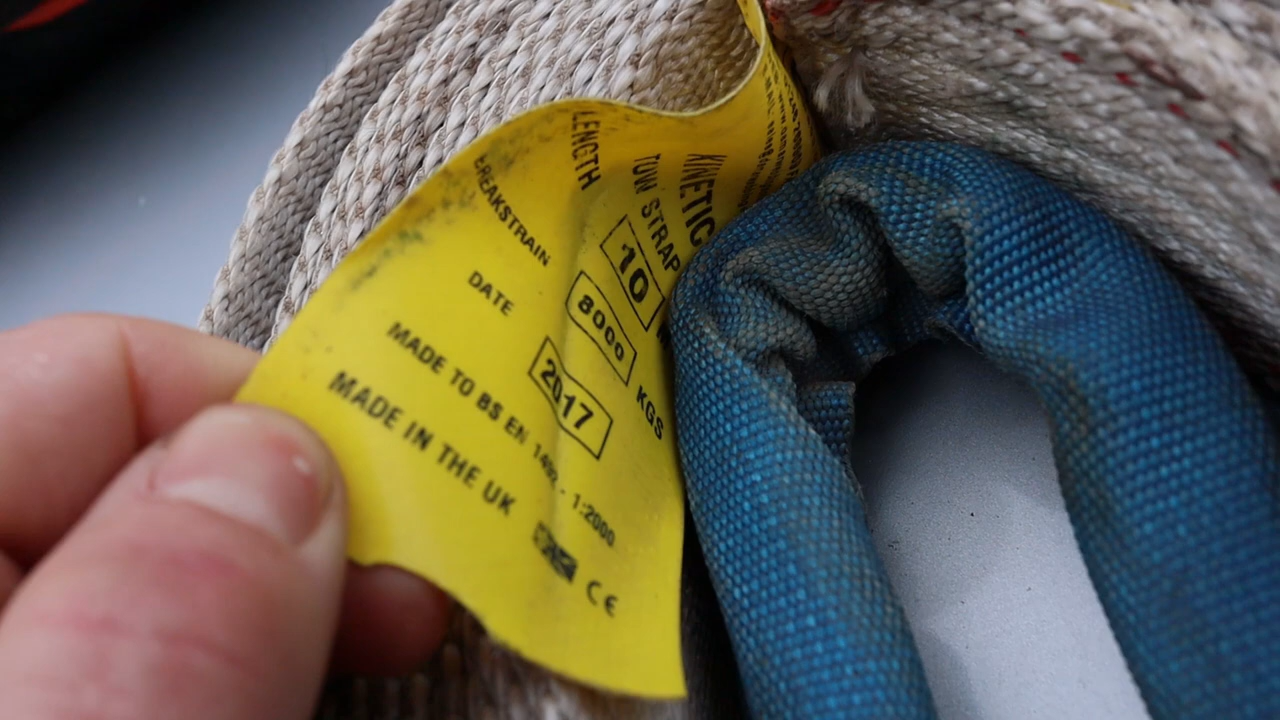 KINETIC
TOW STRAP
LENGTH 10
BREAKSTRAIN 8000 KGS
DATE 2017
MADE TO BS EN 1492 - 1:2000
MADE IN THE UK
CE